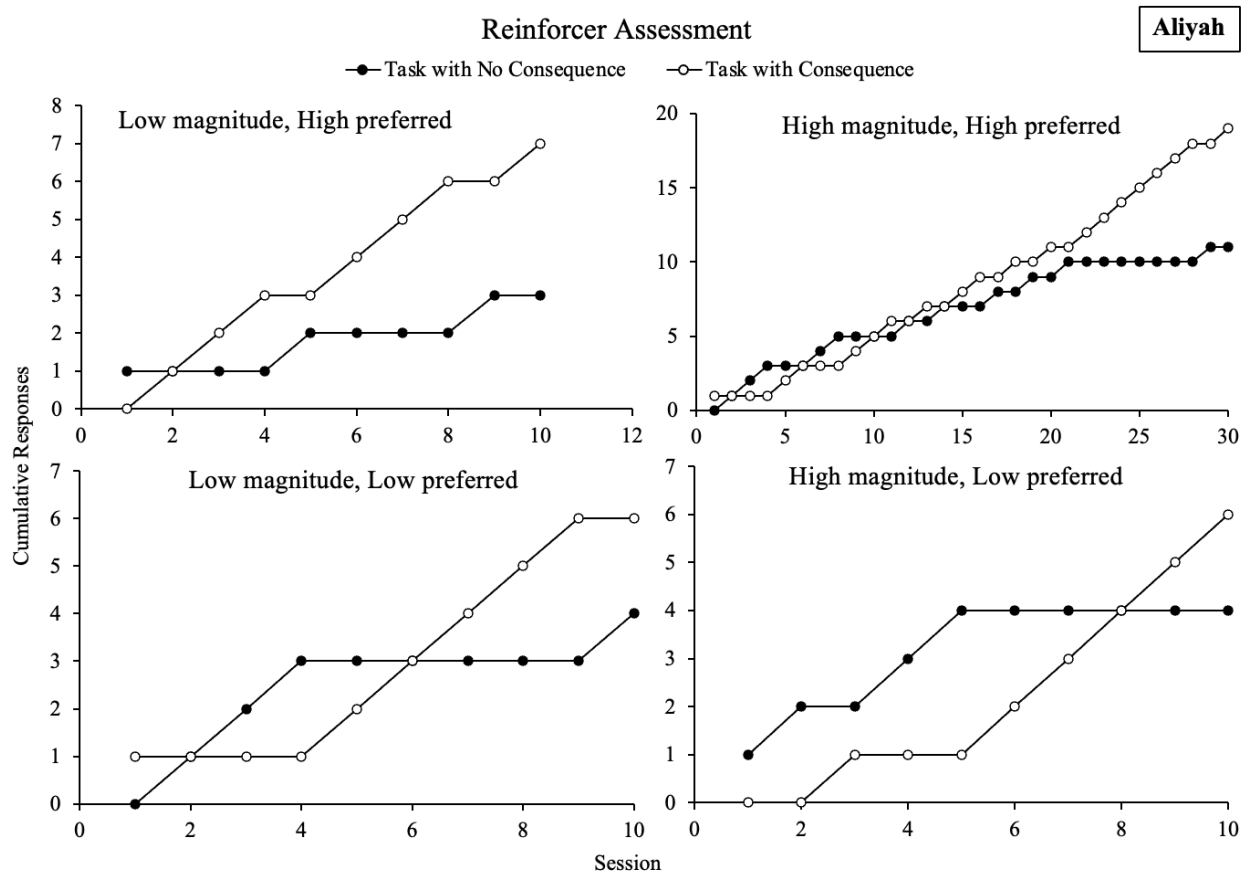 Reinforcer Assessment
Aliyah
Task with No Consequence
Task with Consequence
Cumulative Responses
Low magnitude, High preferred
8
7
6
5
4
3
2
1
0
0 2 4 6 8 10 12
High magnitude, High preferred
20
15
10
5
0
0 5 10 15 20 25 30
Low magnitude, Low preferred
7
6
5
4
3
2
1
0
0 2 4 6 8 10
High magnitude, Low preferred
7
6
5
4
3
2
1
0
0 2 4 6 8 10
Session